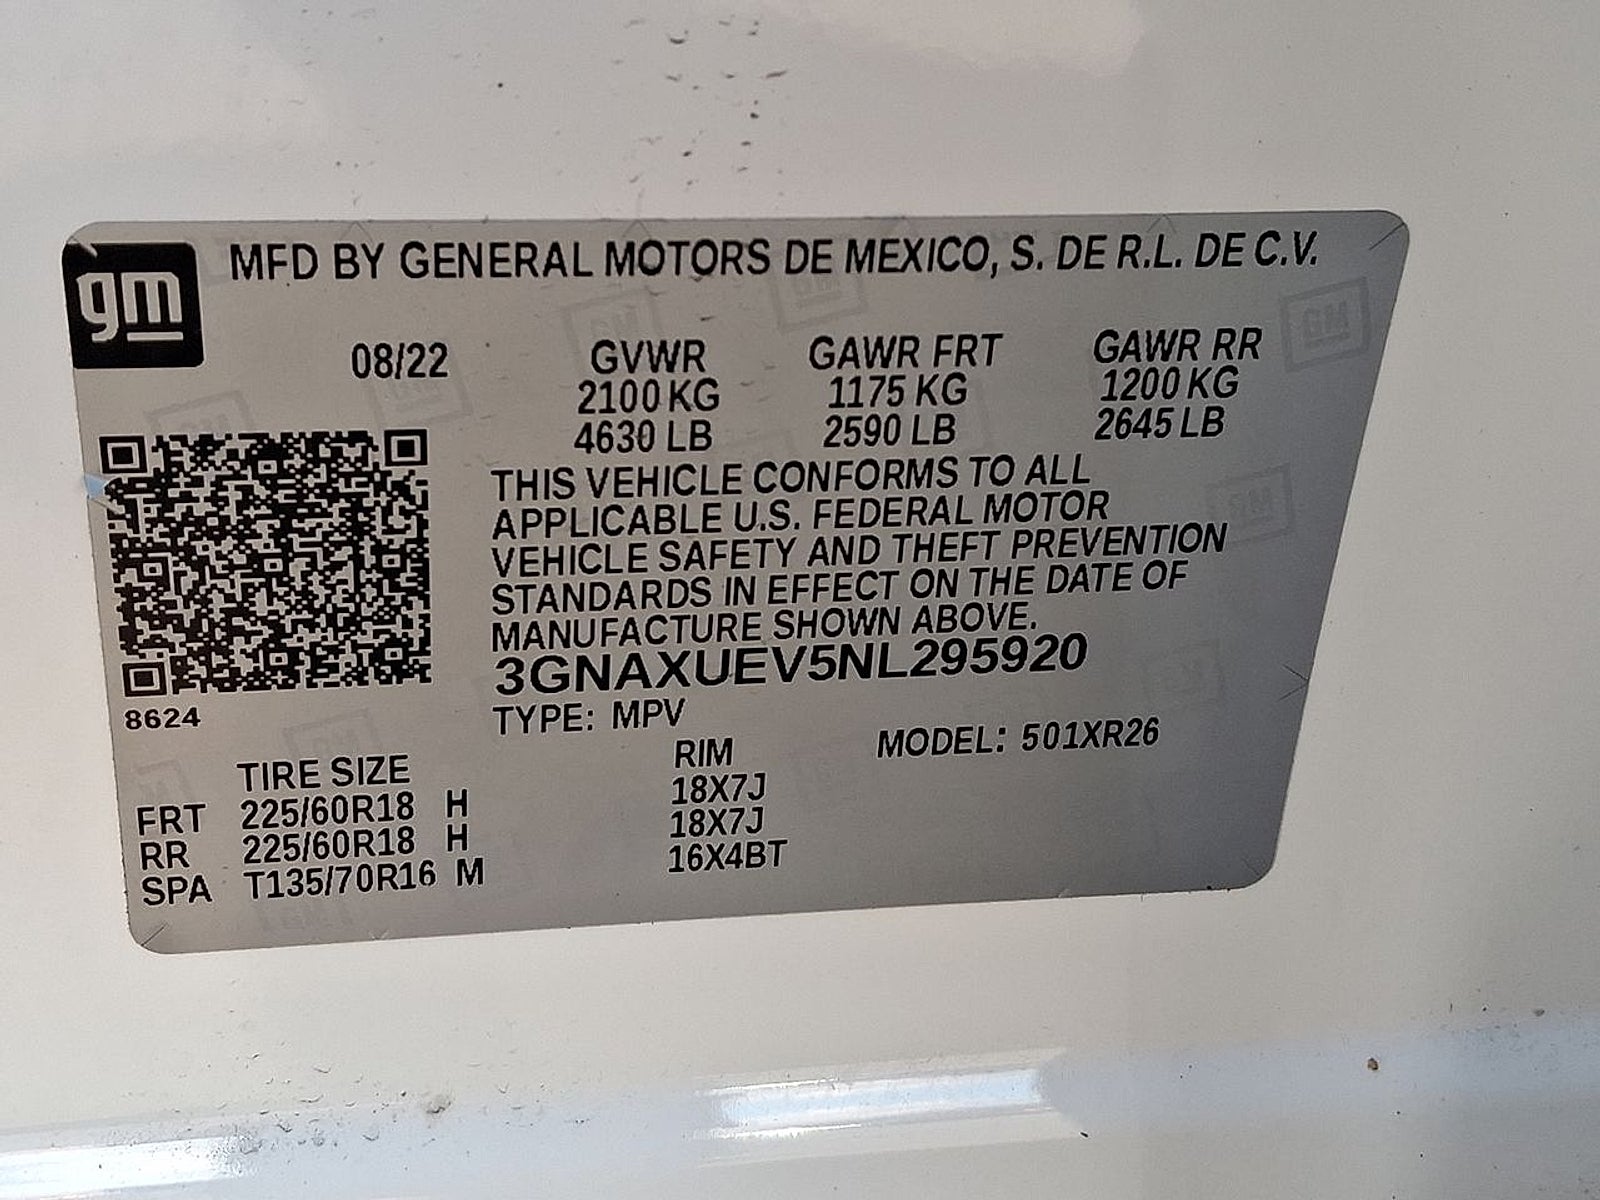 gm MFD BY GENERAL MOTORS DE MEXICO, S. DE R.L. DE C.V.
08/22 GVWR GAWR FRT GAWR RR
2100 KG 1175 KG 1200 KG
4630 LB 2590 LB 2645 LB
THIS VEHICLE CONFORMS TO ALL
APPLICABLE U.S. FEDERAL MOTOR
VEHICLE SAFETY AND THEFT PREVENTION
STANDARDS IN EFFECT ON THE DATE OF
MANUFACTURE SHOWN ABOVE.
3GNAXUEV5NL295920
8624
TYPE: MPV
MODEL: 501XR26
TIRE SIZE RIM
FRT 225/60R18 H 18X7J
RR 225/60R18 H 18X7J
SPA T135/70R16 M 16X4BT